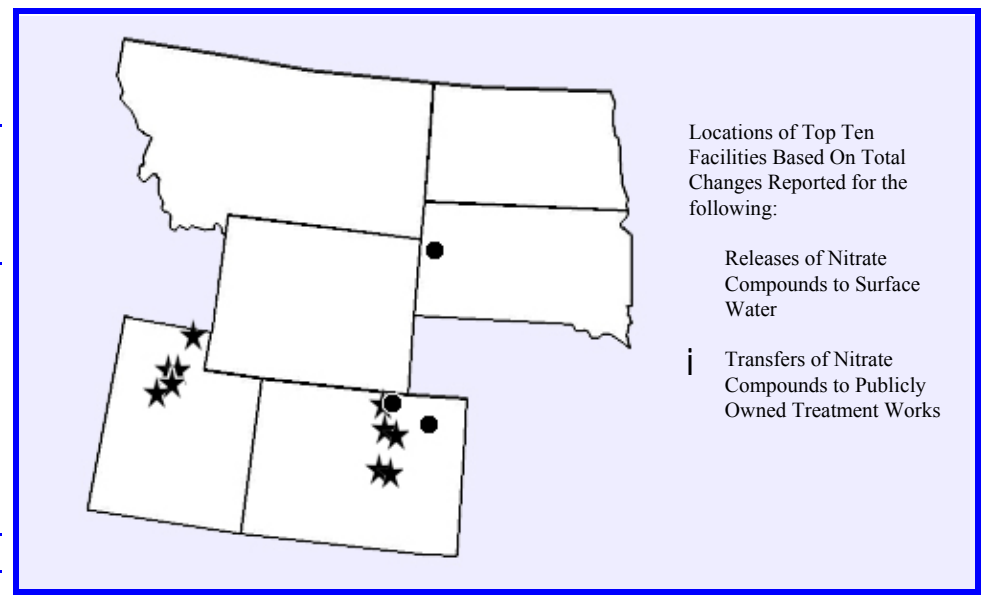 Locations of Top Ten
Facilities Based On Total
Changes Reported for the
following:
Releases of Nitrate
Compounds to Surface
Water
i Transfers of Nitrate
Compounds to Publicly
Owned Treatment Works